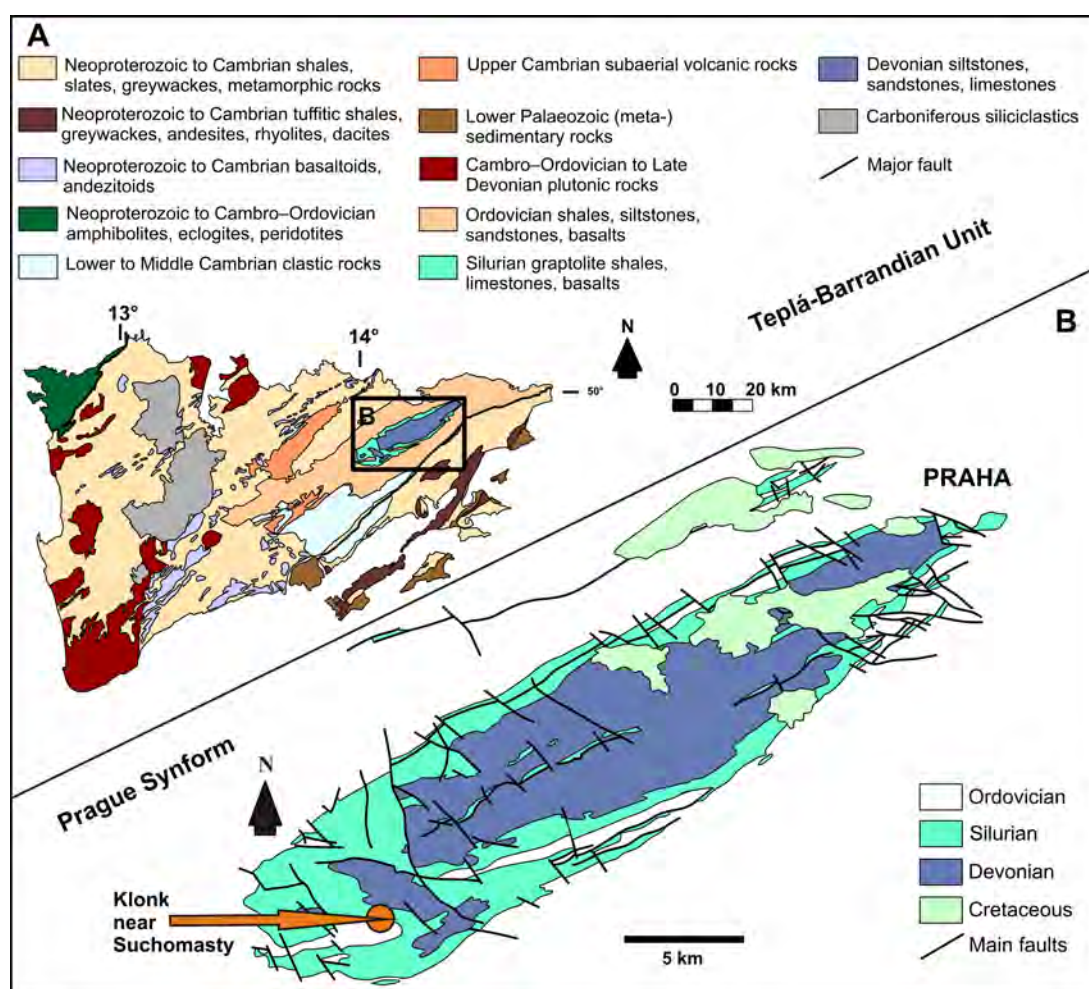 A
Neoproterozoic to Cambrian shales,
slates, greywackes, metamorphic rocks
Neoproterozoic to Cambrian tuffitic shales,
greywackes, andesites, rhyolites, dacites
Neoproterozoic to Cambrian basaltoids,
andezitoids
Neoproterozoic to Cambro–Ordovician
amphibolites, eclogites, peridotites
Lower to Middle Cambrian clastic rocks
Upper Cambrian subaerial volcanic rocks
Lower Palaeozoic (meta-)
sedimentary rocks
Cambro–Ordovician to Late
Devonian plutonic rocks
Ordovician shales, siltstones,
sandstones, basalts
Silurian graptolite shales,
limestones, basalts
Devonian siltstones,
sandstones, limestones
Carboniferous siliciclastics
Major fault
Teplá-Barrandian Unit
13°
14°
N
50°
0 10 20 km
B
B
PRAHA
Prague Synform
N
Klonk
near
Suchomasty
5 km
Ordovician
Silurian
Devonian
Cretaceous
Main faults